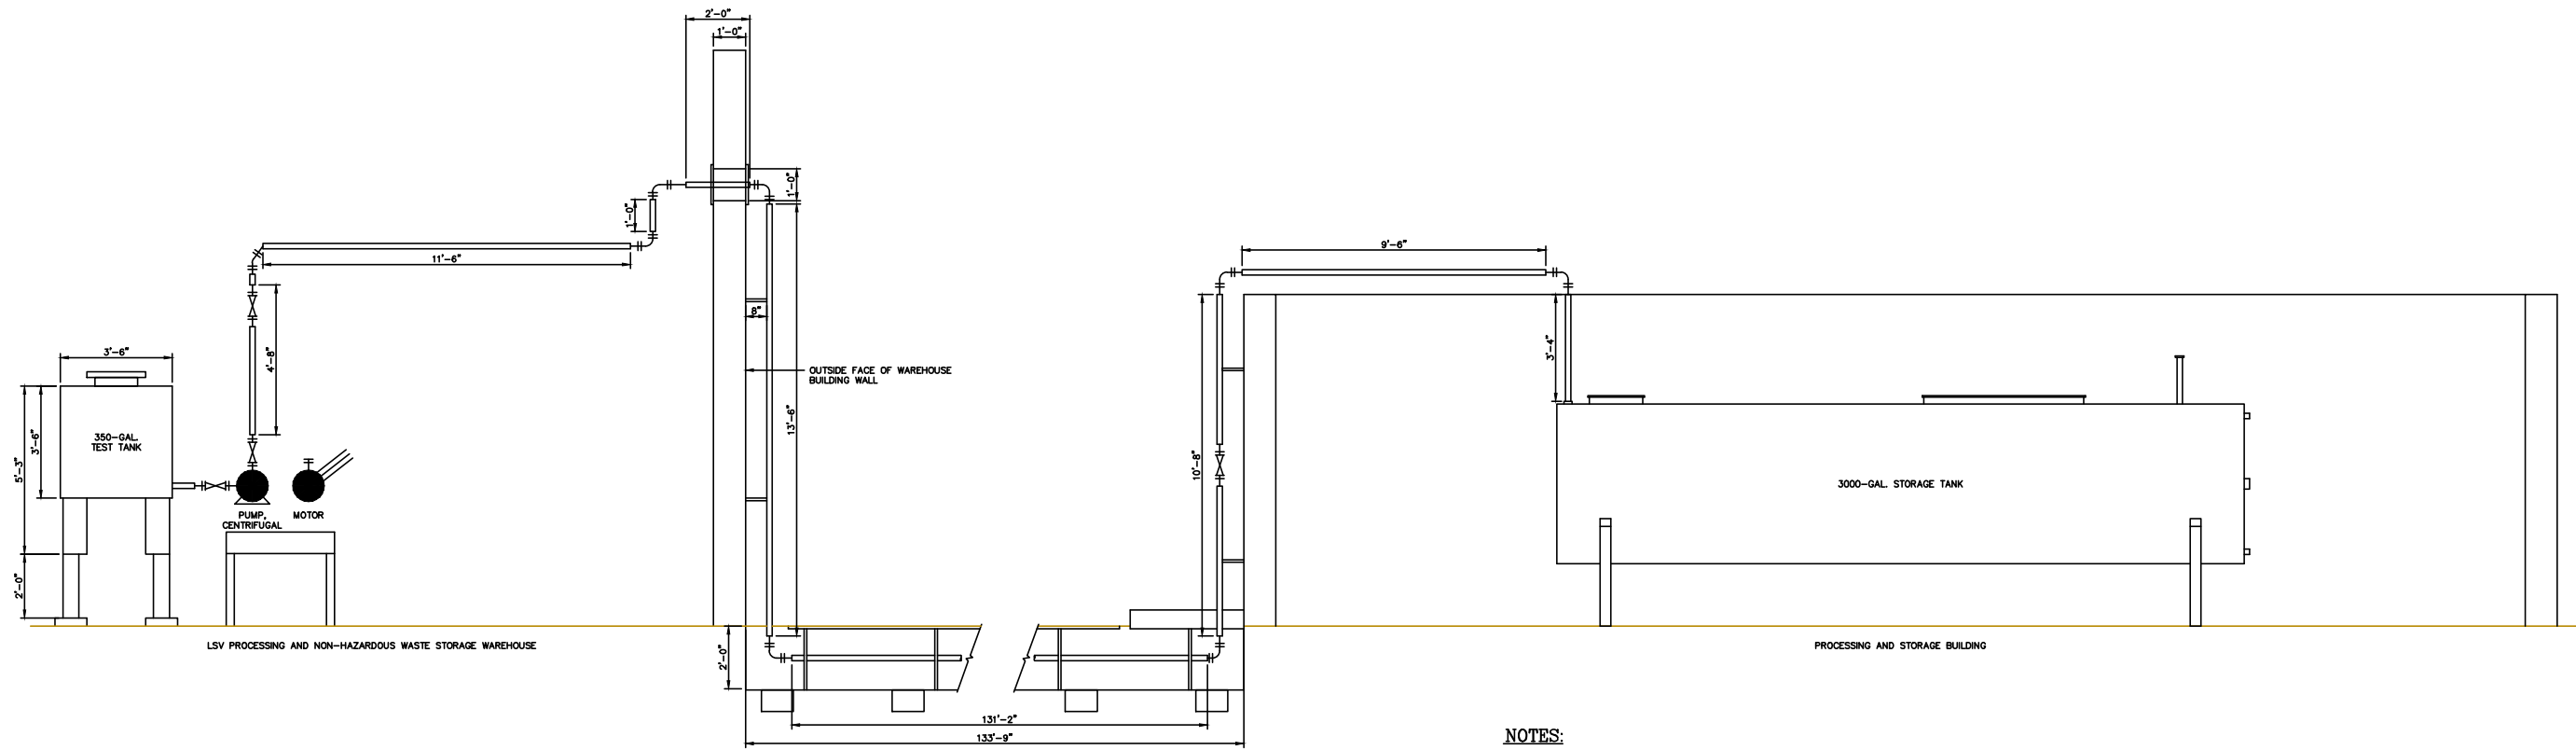 2'-0"
1'-0"
1'-0"
1'-0"
11'-6"
9'-6"
8"
4'-8"
3'-4"
3'-6"
OUTSIDE FACE OF WAREHOUSE
BUILDING WALL
13'-6"
350-GAL.
TEST TANK
3'-6"
5'-3"
10'-8"
3000-GAL. STORAGE TANK
PUMP,
CENTRIFUGAL
MOTOR
2'-0"
LSV PROCESSING AND NON-HAZARDOUS WASTE STORAGE WAREHOUSE
2'-0"
PROCESSING AND STORAGE BUILDING
131'-2"
133'-9"
NOTES: